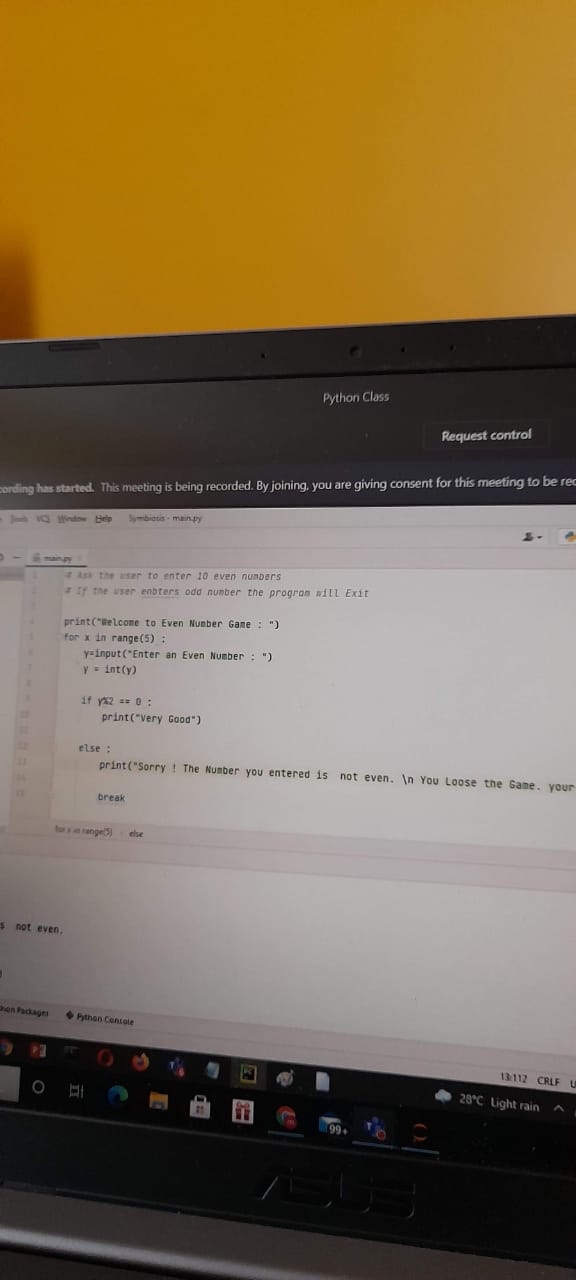 Python Class
Request control
cording has started. This meeting is being recorded. By joining, you are giving consent for this meeting to be rec
Tools VCS Window Help Symbiosis - main.py
main.py
# Ask the user to enter 10 even numbers
# If the user enbters odd number the program will Exit
print("Welcome to Even Number Game : ")
for x in range(5) :
y=input("Enter an Even Number : ")
y = int(y)
if y%2 == 0 :
print("Very Good")
else :
print("Sorry ! The Number you entered is not even. \n You Loose the Game. your
break
for x in range(5) else
s not even.
hon Packages Python Console
13:112 CRLF U
28°C Light rain
99+
ASUS